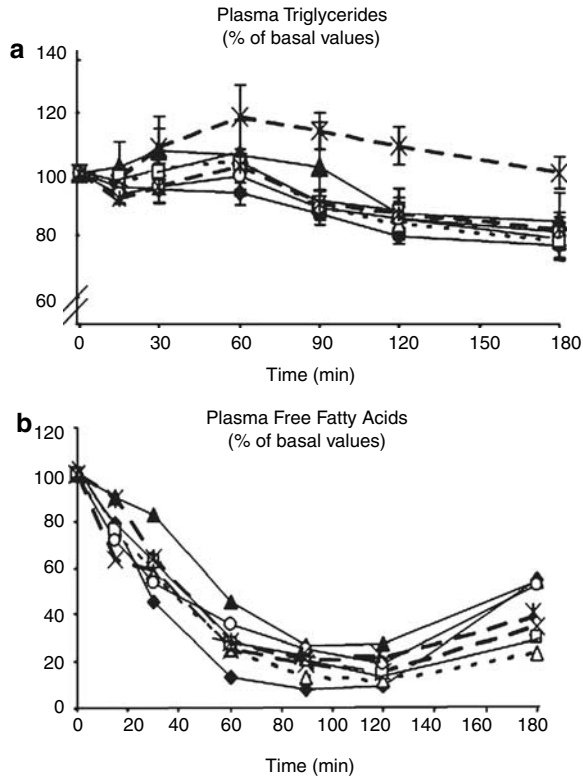 Plasma Triglycerides
(% of basal values)
a
140
120
100
80
60
0 30 60 90 120 150 180
Time (min)
Plasma Free Fatty Acids
(% of basal values)
b
120
100
80
60
40
20
0
0 20 40 60 80 100 120 140 160 180
Time (min)